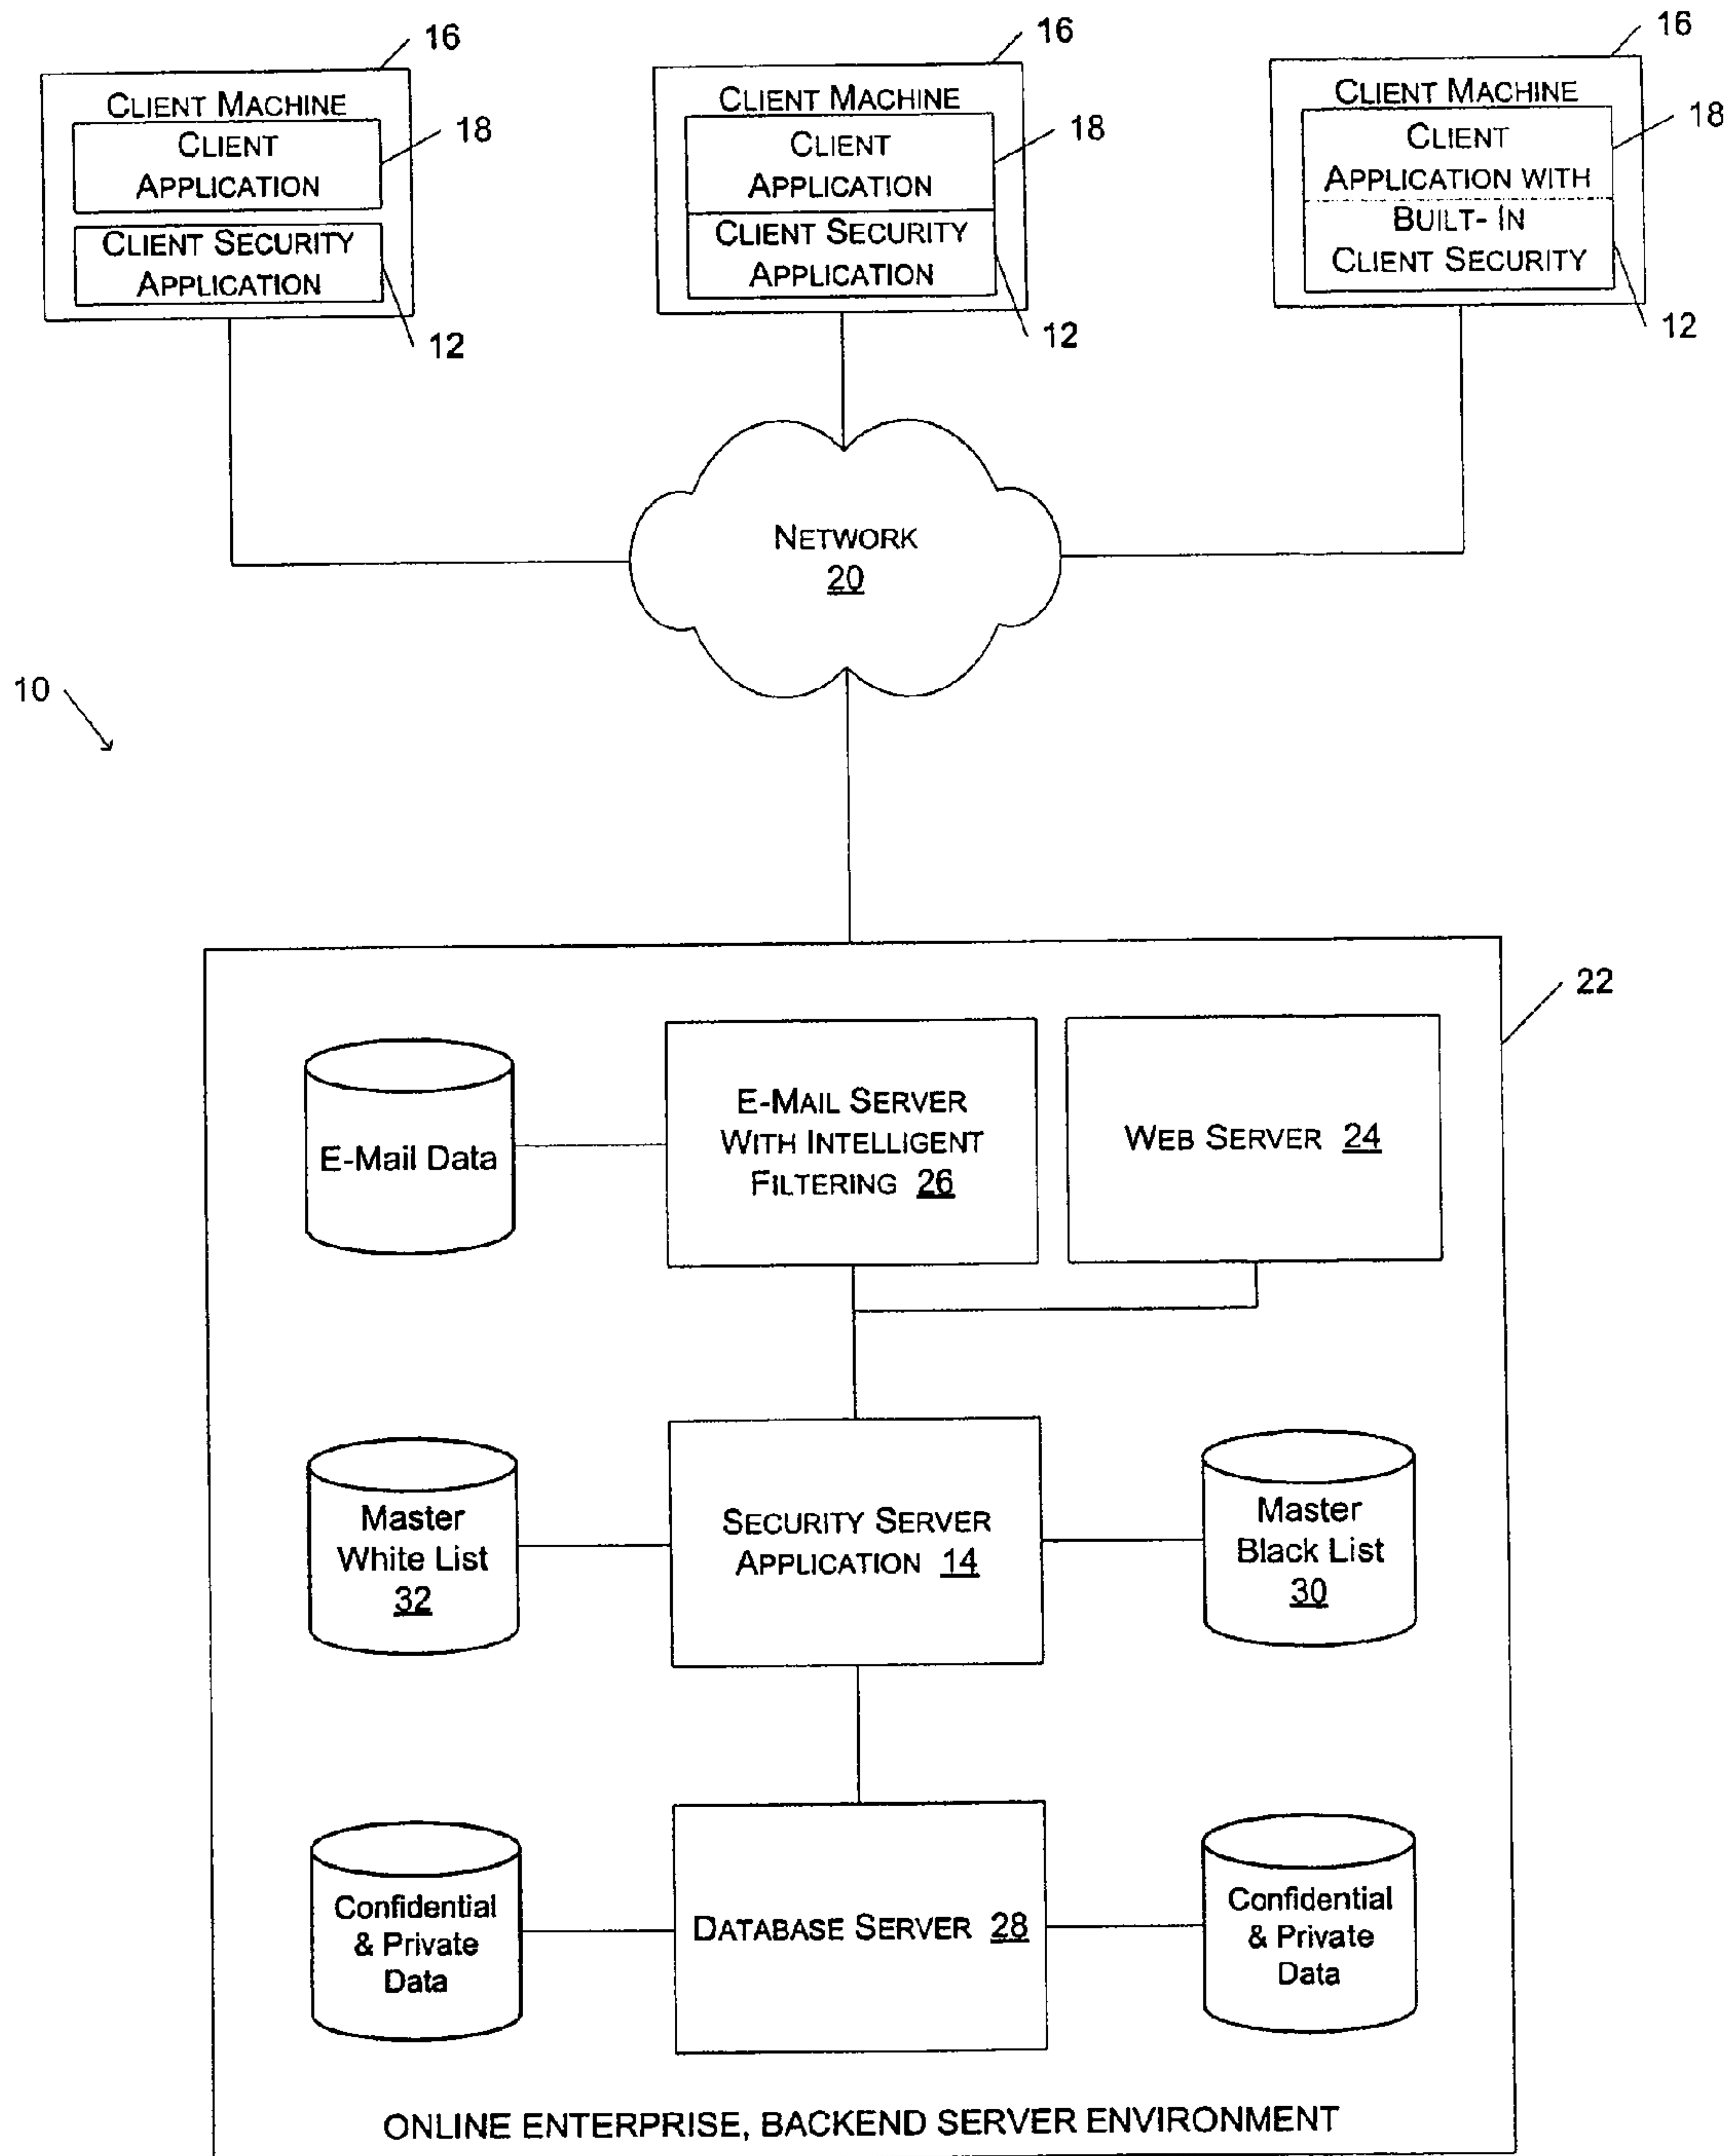 16
16
16
CLIENT MACHINE
CLIENT
APPLICATION
18
CLIENT SECURITY
APPLICATION
12
CLIENT MACHINE
CLIENT
APPLICATION
18
CLIENT SECURITY
APPLICATION
12
CLIENT MACHINE
CLIENT
APPLICATION WITH
18
BUILT- IN
CLIENT SECURITY
12
NETWORK
20
10
22
E-Mail Data
E-MAIL SERVER
WITH INTELLIGENT
FILTERING 26
WEB SERVER 24
Master
White List
32
SECURITY SERVER
APPLICATION 14
Master
Black List
30
Confidential
& Private
Data
DATABASE SERVER 28
Confidential
& Private
Data
ONLINE ENTERPRISE, BACKEND SERVER ENVIRONMENT